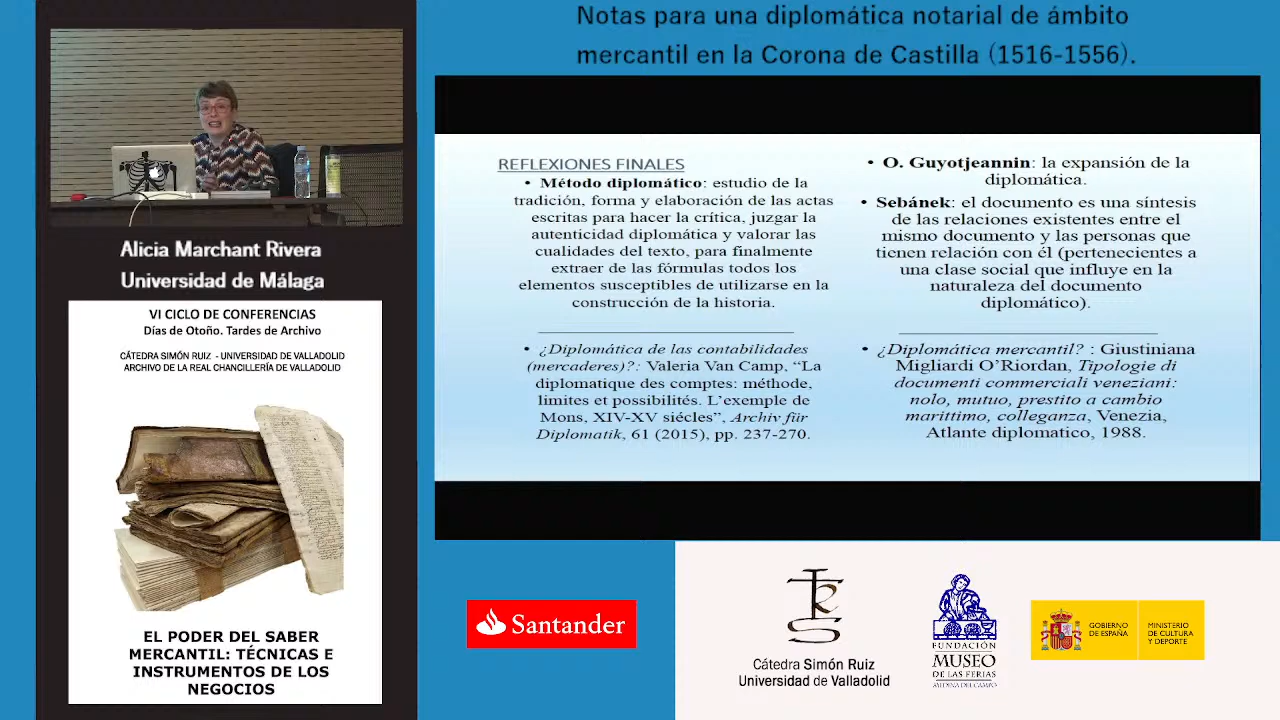 Notas para una diplomática notarial de ámbito
mercantil en la Corona de Castilla (1516-1556).
Alicia Marchant Rivera
Universidad de Málaga
VI CICLO DE CONFERENCIAS
Días de Otoño. Tardes de Archivo
CÁTEDRA SIMÓN RUIZ - UNIVERSIDAD DE VALLADOLID
ARCHIVO DE LA REAL CHANCILLERÍA DE VALLADOLID
EL PODER DEL SABER
MERCANTIL: TÉCNICAS E
INSTRUMENTOS DE LOS
NEGOCIOS
REFLEXIONES FINALES
• Método diplomático: estudio de la
tradición, forma y elaboración de las actas
escritas para hacer la crítica, juzgar la
autenticidad diplomática y valorar las
cualidades del texto, para finalmente
extraer de las fórmulas todos los
elementos susceptibles de utilizarse en la
construcción de la historia.
• ¿Diplomática de las contabilidades
(mercaderes)?: Valeria Van Camp, “La
diplomatique des comptes: méthode,
limites et possibilités. L’exemple de
Mons, XIV-XV siécles”, Archiv für
Diplomatik, 61 (2015), pp. 237-270.
• O. Guyotjeannin: la expansión de la
diplomática.
• Sebánek: el documento es una síntesis
de las relaciones existentes entre el
mismo documento y las personas que
tienen relación con él (pertenecientes a
una clase social que influye en la
naturaleza del documento
diplomático).
• ¿Diplomática mercantil? : Giustiniana
Migliardi O’Riordan, Tipologie di
documenti commerciali veneziani:
nolo, mutuo, prestito a cambio
marittimo, colleganza, Venezia,
Atlante diplomatico, 1988.
Santander
Cátedra Simón Ruiz
Universidad de Valladolid
FUNDACIÓN
MUSEO
DE LAS FERIAS
MEDINA DEL CAMPO
GOBIERNO
DE ESPAÑA
MINISTERIO
DE CULTURA
Y DEPORTE